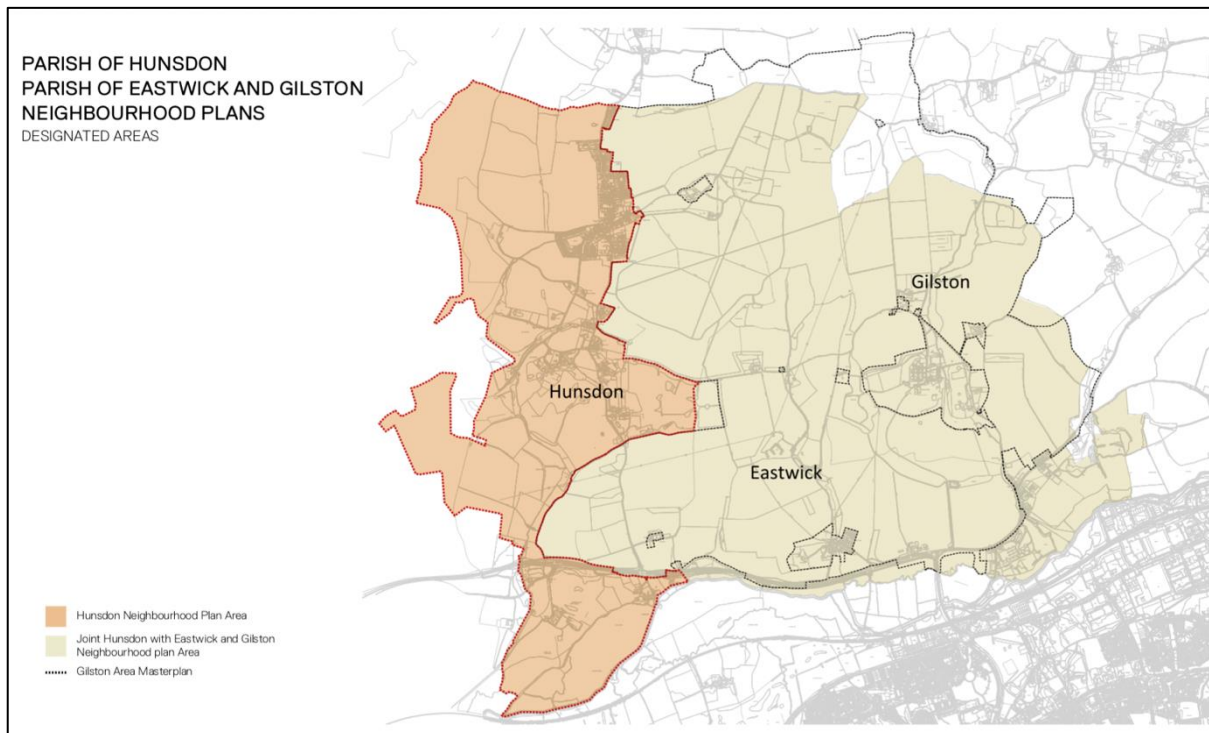 PARISH OF HUNSDON
PARISH OF EASTWICK AND GILSTON
NEIGHBOURHOOD PLANS
DESIGNATED AREAS
Gilston
Hunsdon
Eastwick
Hunsdon Neighbourhood Plan Area
Joint Hunsdon with Eastwick and Gilston
Neighbourhood plan Area
Gilston Area Masterplan